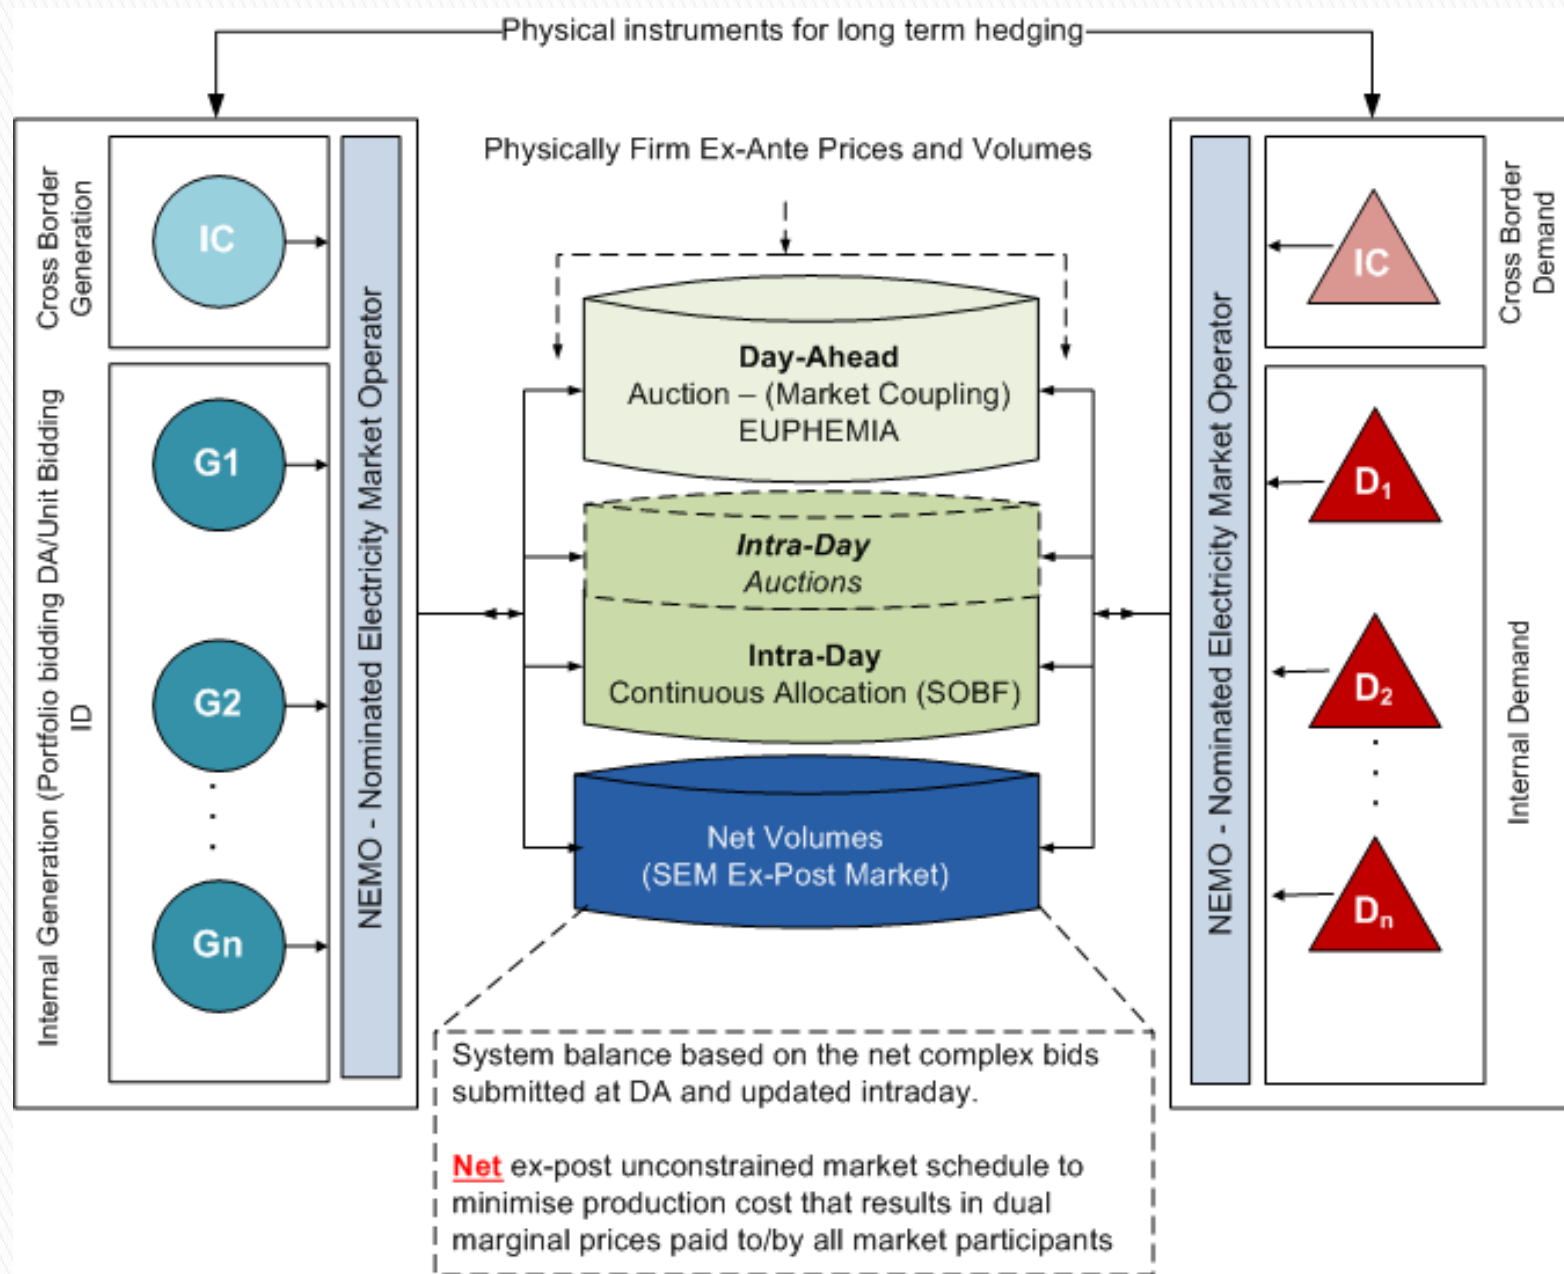 Physical instruments for long term hedging
Physically Firm Ex-Ante Prices and Volumes
Cross Border
Generation
IC
Internal Generation (Portfolio bidding DA/Unit Bidding
ID
G1
G2
Gn
NEMO - Nominated Electricity Market Operator
Day-Ahead
Auction – (Market Coupling)
EUPHEMIA
Intra-Day
Auctions
Intra-Day
Continuous Allocation (SOBF)
Net Volumes
(SEM Ex-Post Market)
System balance based on the net complex bids
submitted at DA and updated intraday.
Net ex-post unconstrained market schedule to
minimise production cost that results in dual
marginal prices paid to/by all market participants
NEMO - Nominated Electricity Market Operator
IC
Cross Border
Demand
D1
D2
Dn
Internal Demand